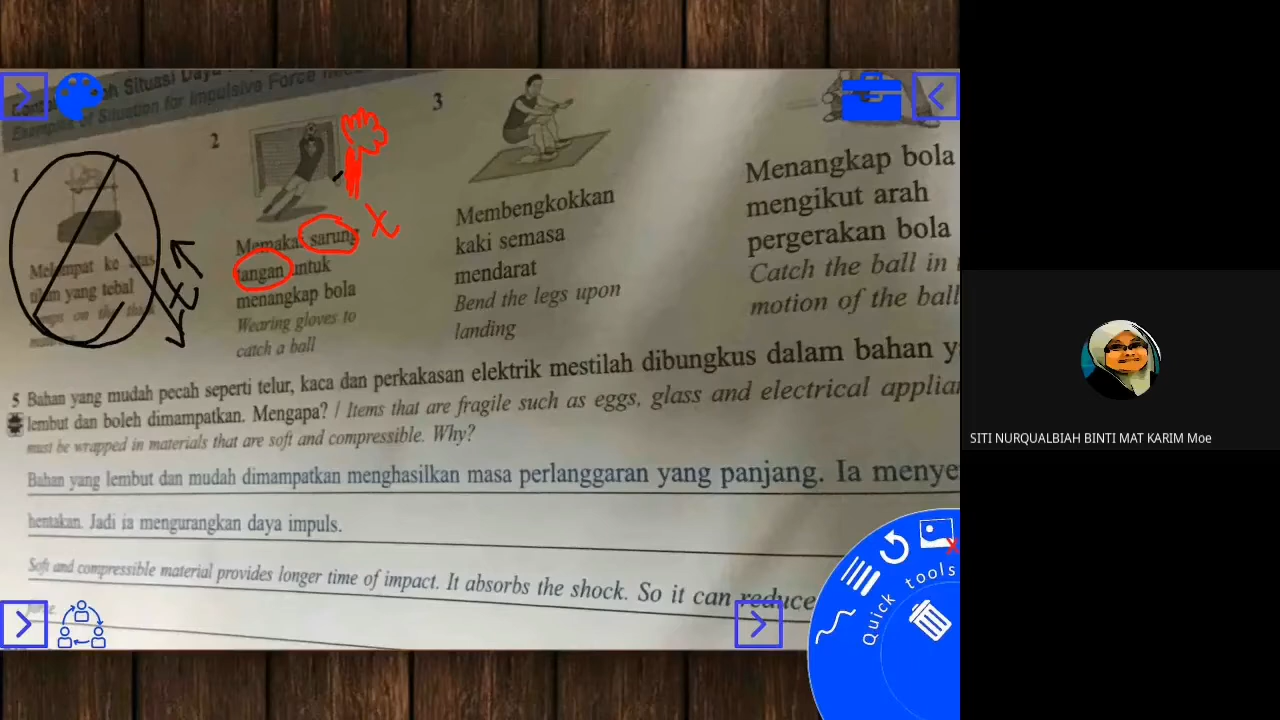 Situasi Daya
Examples of Situation for Impulsive Force
1
2
3
Melompat ke atas
tilam yang tebal
Memakai sarung
tangan untuk
menangkap bola
Wearing gloves to
catch a ball
Membengkokkan
kaki semasa
mendarat
Bend the legs upon
landing
Menangkap bola
mengikut arah
pergerakan bola
Catch the ball in
motion of the ball
5 Bahan yang mudah pecah seperti telur, kaca dan perkakasan elektrik mestilah dibungkus dalam bahan
lembut dan boleh dimampatkan. Mengapa? / Items that are fragile such as eggs, glass and electrical
must be wrapped in materials that are soft and compressible. Why?
Bahan yang lembut dan mudah dimampatkan menghasilkan masa perlanggaran yang panjang. Ia
hentakan. Jadi ia mengurangkan daya impuls.
Soft and compressible material provides longer time of impact. It absorbs the shock. So it can reduce
Quick tools
SITI NURQUALBIAH BINTI MAT KARIM Moe